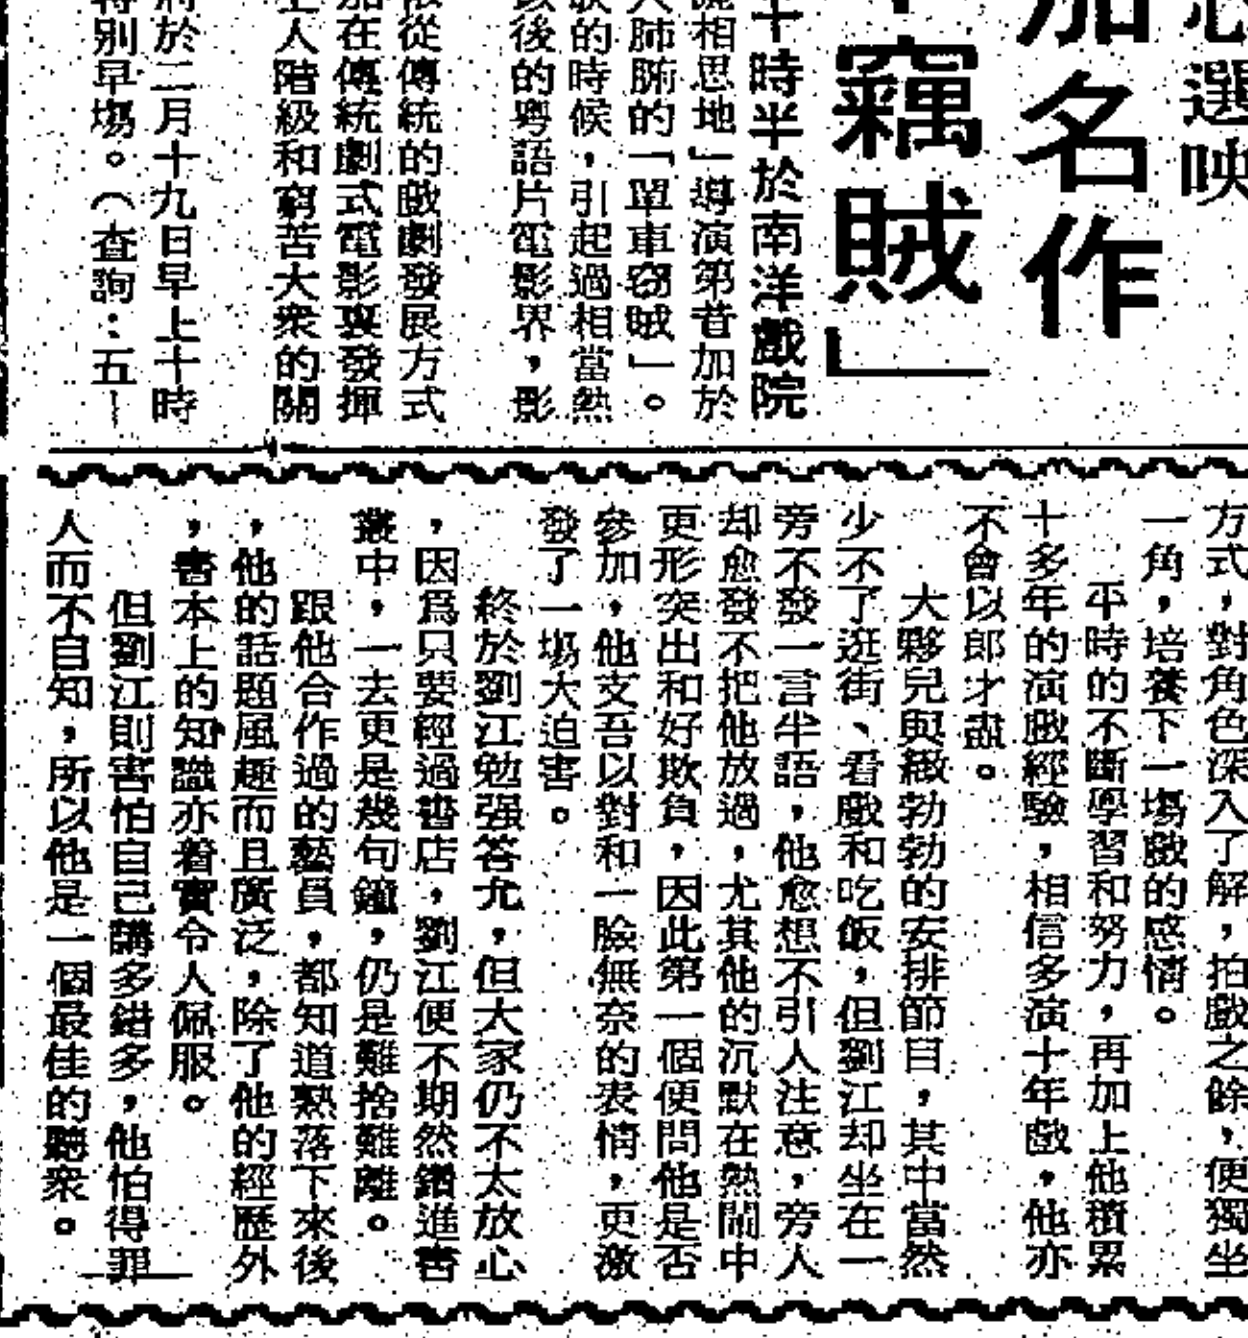 心選映
加名作
竊賊」
十時半於南洋戲院
流相思地」導演第昔加於
人肺腑的「單車窃賊」。
映的時候，引起過相當熱
以後的粤語片電影界，影
依從傳統的戲劇發展方式
加在傳統劇式電影裏發揮
工人階級和窮苦大衆的關
將於二月十九日早上十時
特别早塲。（查詢：五—
方式，對角色深入了解，拍戲之餘，便獨坐
一角，培養下一塲戲的感情。
平時的不斷學習和努力，再加上他積累
十多年的演戲經驗，相信多演十年戲，他亦
不會以郎才盡。
大夥兒與緻勃勃的安排節目，其中當然
少不了逛街、看戲和吃飯，但劉江却坐在一
旁不發一言半語，他愈想不引人注意，旁人
却愈發不把他放過，尤其他的沉默在熱閙中
更形突出和好欺負，因此第一個便問他是否
參加，他支吾以對和一臉無奈的表情，更激
發了一塲大迫害。
終於劉江勉强答允，但大家仍不太放心
，因爲只要經過書店，劉江便不期然鑽進書
叢中，一去更是幾句鐘，仍是難捨難離。
跟他合作過的藝員，都知道熟落下來後
，他的話題風趣而且廣泛，除了他的經歷外
，書本上的知識亦着實令人佩服。
但劉江則害怕自己講多錯多，他怕得罪
人而不自知，所以他是一個最佳的聽衆。